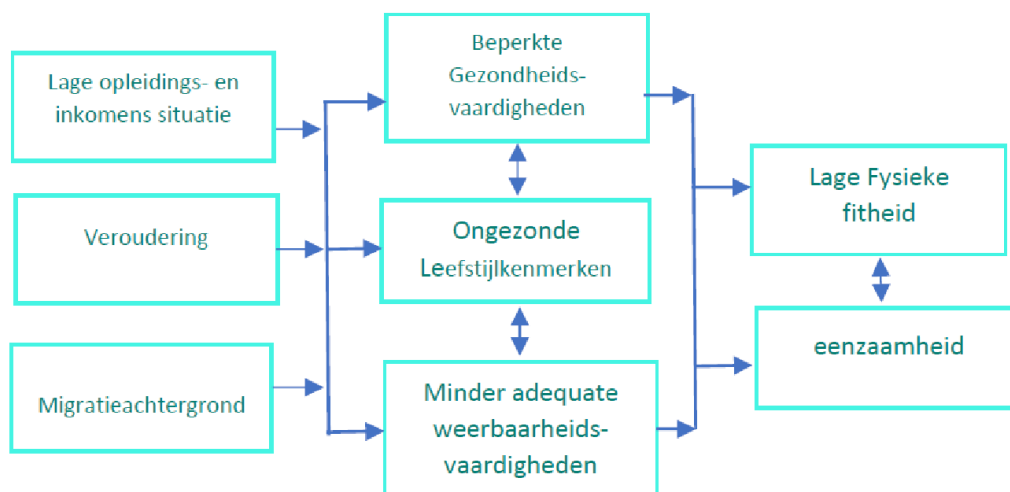 Lage opleidings- en
inkomens situatie
Veroudering
Migratieachtergrond
Beperkte
Gezondheids-
vaardigheden
Ongezonde
Leefstijlkenmerken
Minder adequate
weerbaarheids-
vaardigheden
Lage Fysieke
fitheid
eenzaamheid